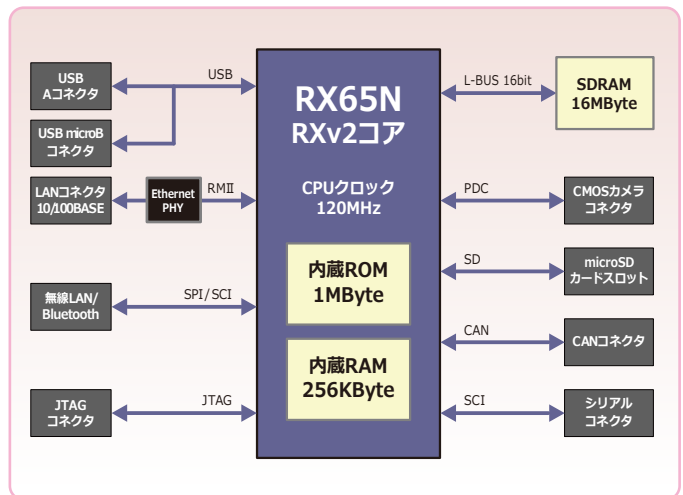 USB
Aコネクタ
USB
USB microB
コネクタ
LANコネクタ
10/100BASE
Ethernet
PHY
RMII
無線LAN/
Bluetooth
SPI/SCI
JTAG
コネクタ
JTAG
RX65N
RXv2コア
CPUクロック
120MHz
内蔵ROM
1MByte
内蔵RAM
256KByte
L-BUS 16bit
SDRAM
16MByte
PDC
CMOSカメラ
コネクタ
SD
microSD
カードスロット
CAN
CANコネクタ
SCI
シリアル
コネクタ